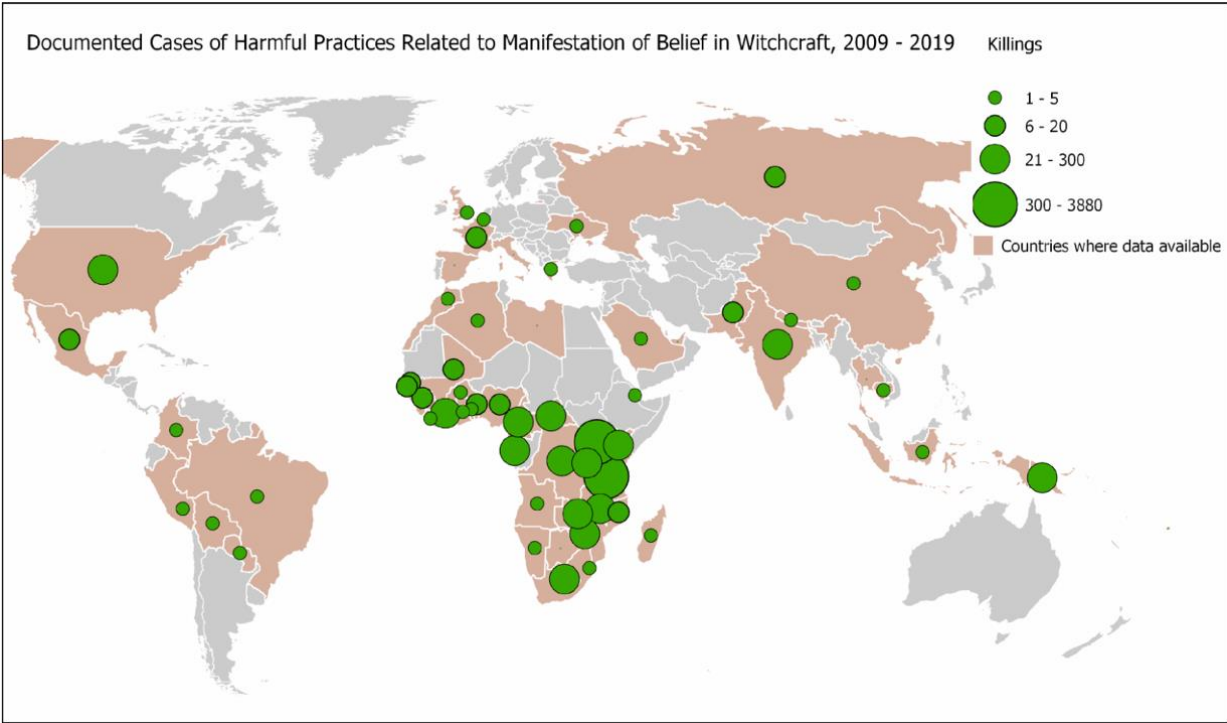 Documented Cases of Harmful Practices Related to Manifestation of Belief in Witchcraft, 2009 - 2019
Killings
1 - 5
6 - 20
21 - 300
300 - 3880
Countries where data available